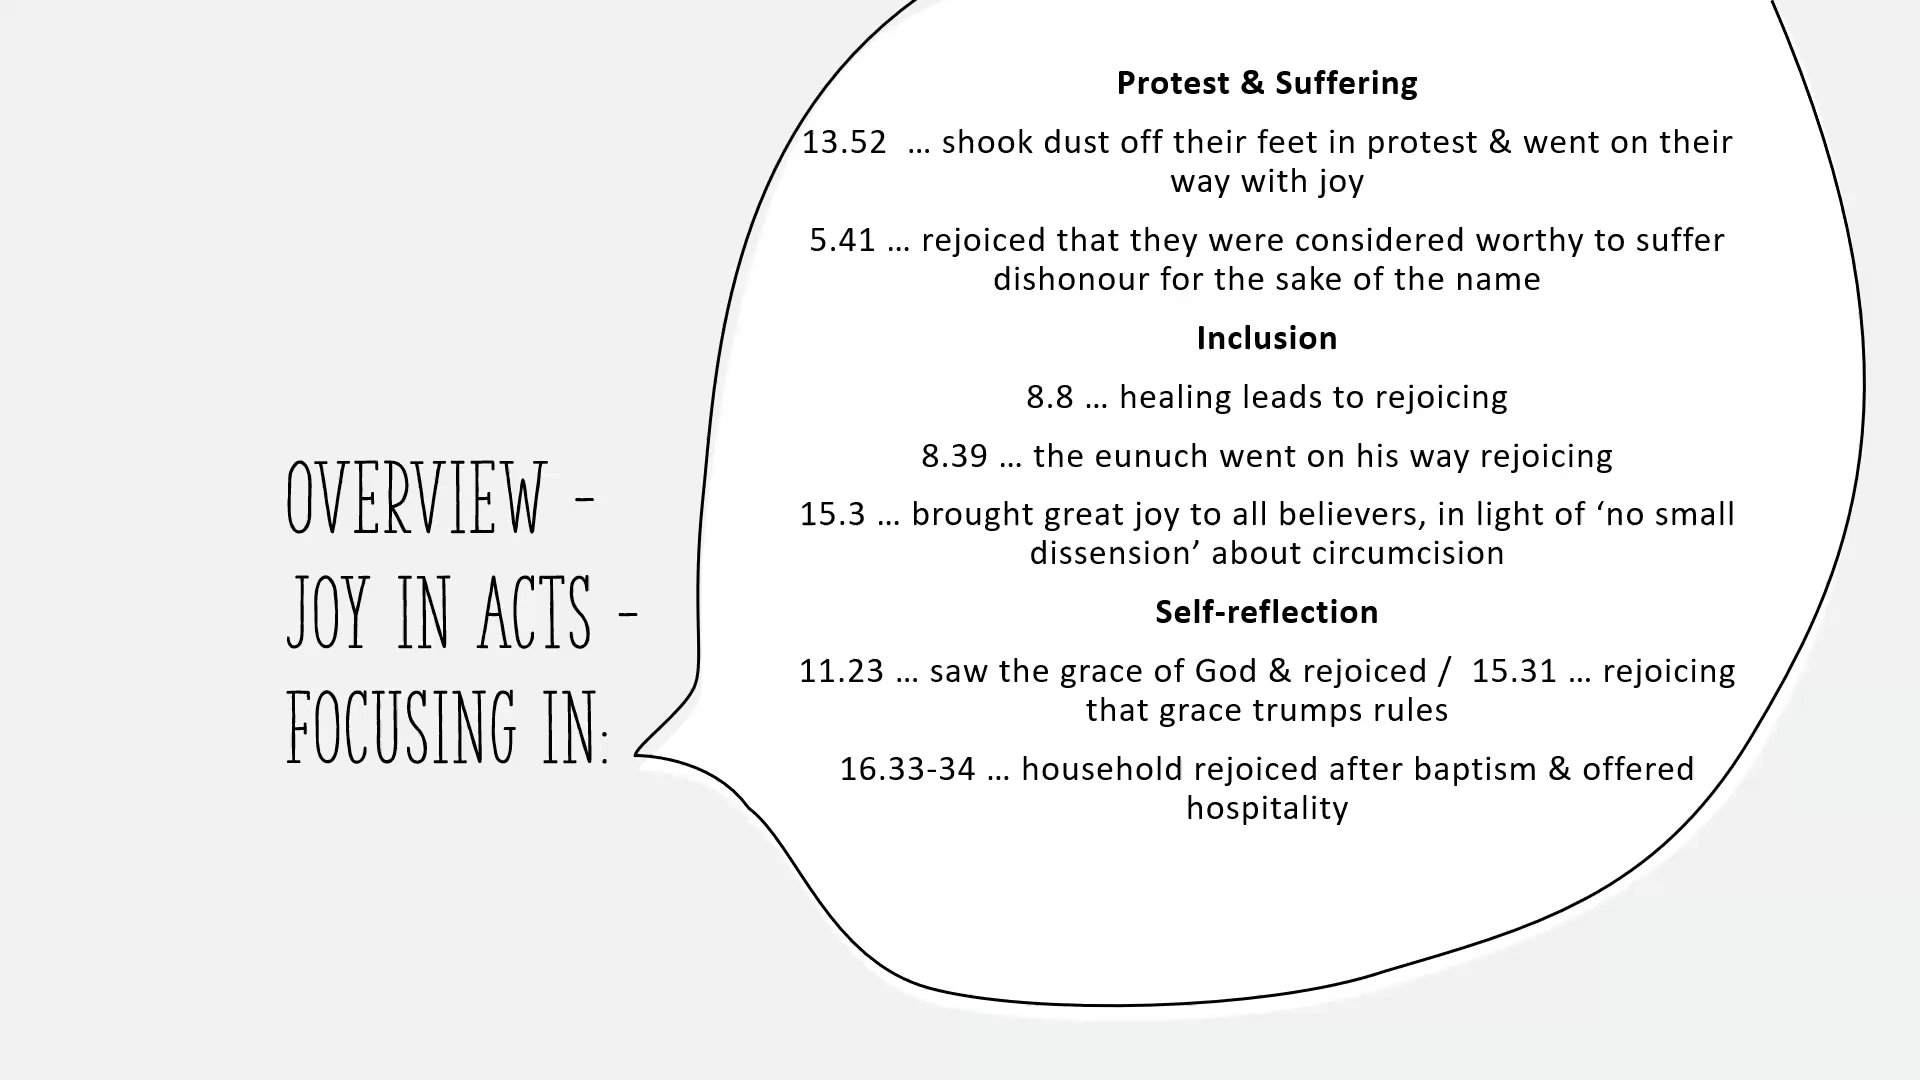 OVERVIEW -
JOY IN ACTS -
FOCUSING IN:
Protest & Suffering
13.52  … shook dust off their feet in protest & went on their
way with joy
5.41 … rejoiced that they were considered worthy to suffer
dishonour for the sake of the name
Inclusion
8.8 … healing leads to rejoicing
8.39 … the eunuch went on his way rejoicing
15.3 … brought great joy to all believers, in light of ‘no small
dissension’ about circumcision
Self-reflection
11.23 … saw the grace of God & rejoiced /  15.31 … rejoicing
that grace trumps rules
16.33-34 … household rejoiced after baptism & offered
hospitality